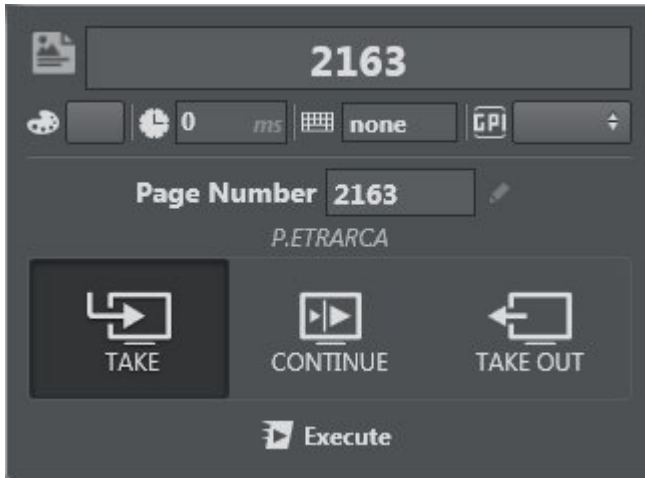 2163
0 ms none GPI
Page Number 2163
P.ETRARCA
TAKE CONTINUE TAKE OUT
Execute